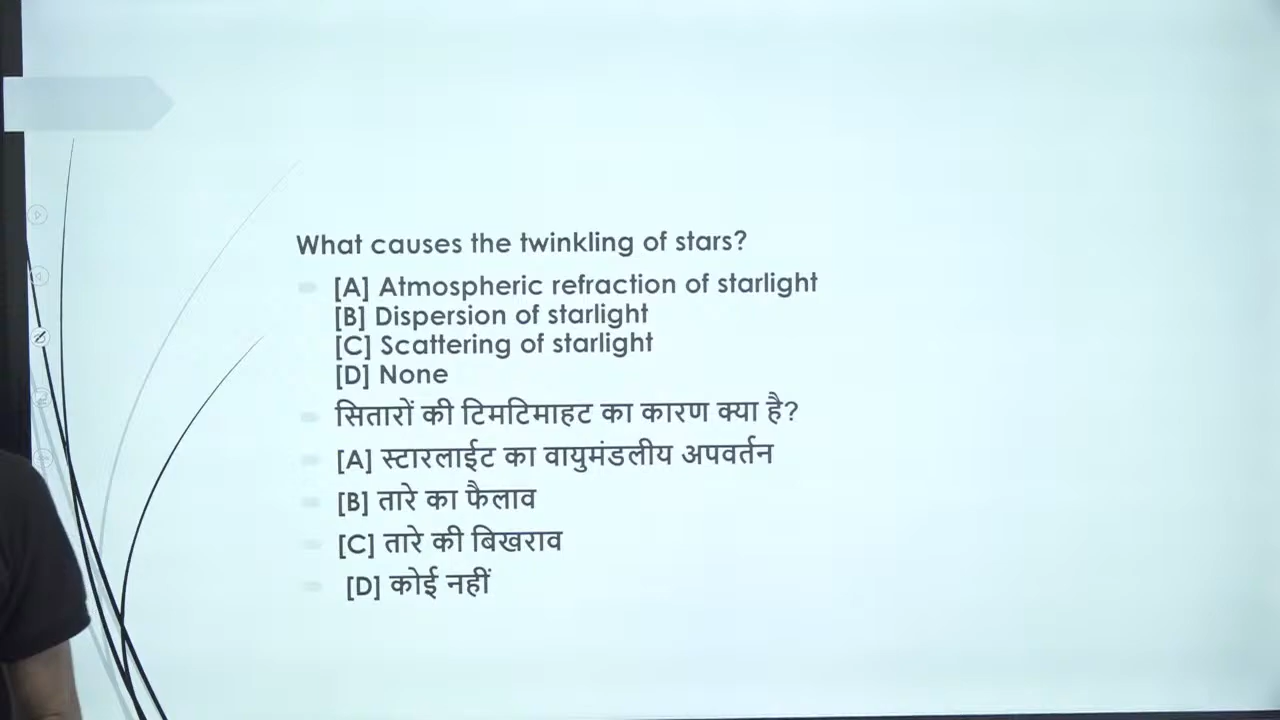 What causes the twinkling of stars?
[A] Atmospheric refraction of starlight
[B] Dispersion of starlight
[C] Scattering of starlight
[D] None
सितारों की टिमटिमाहट का कारण क्या है?
[A] स्टारलाईट का वायुमंडलीय अपवर्तन
[B] तारे का फैलाव
[C] तारे की बिखराव
[D] कोई नहीं